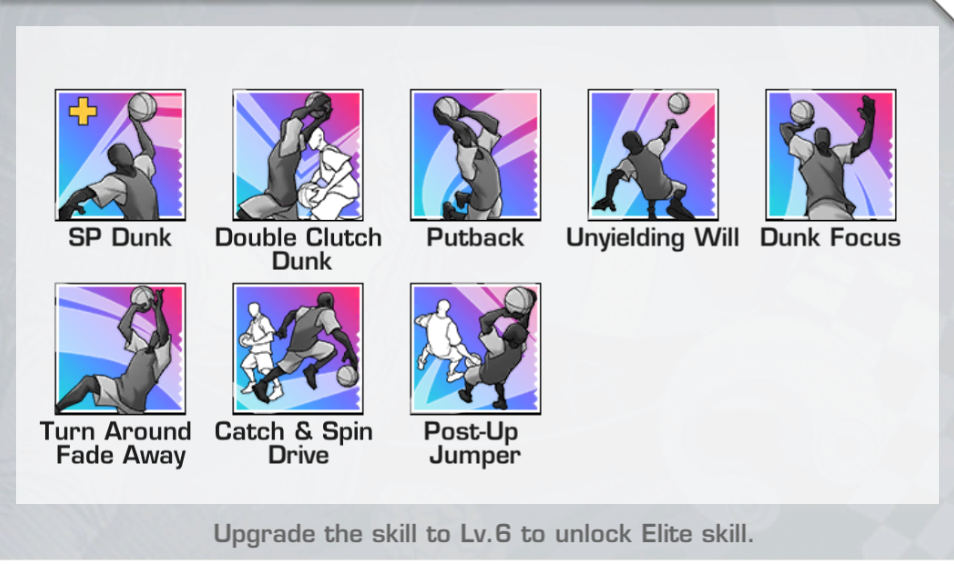 SP Dunk
Double Clutch
Dunk
Putback
Unyielding Will
Dunk Focus
Turn Around
Fade Away
Catch & Spin
Drive
Post-Up
Jumper
Upgrade the skill to Lv.6 to unlock Elite skill.